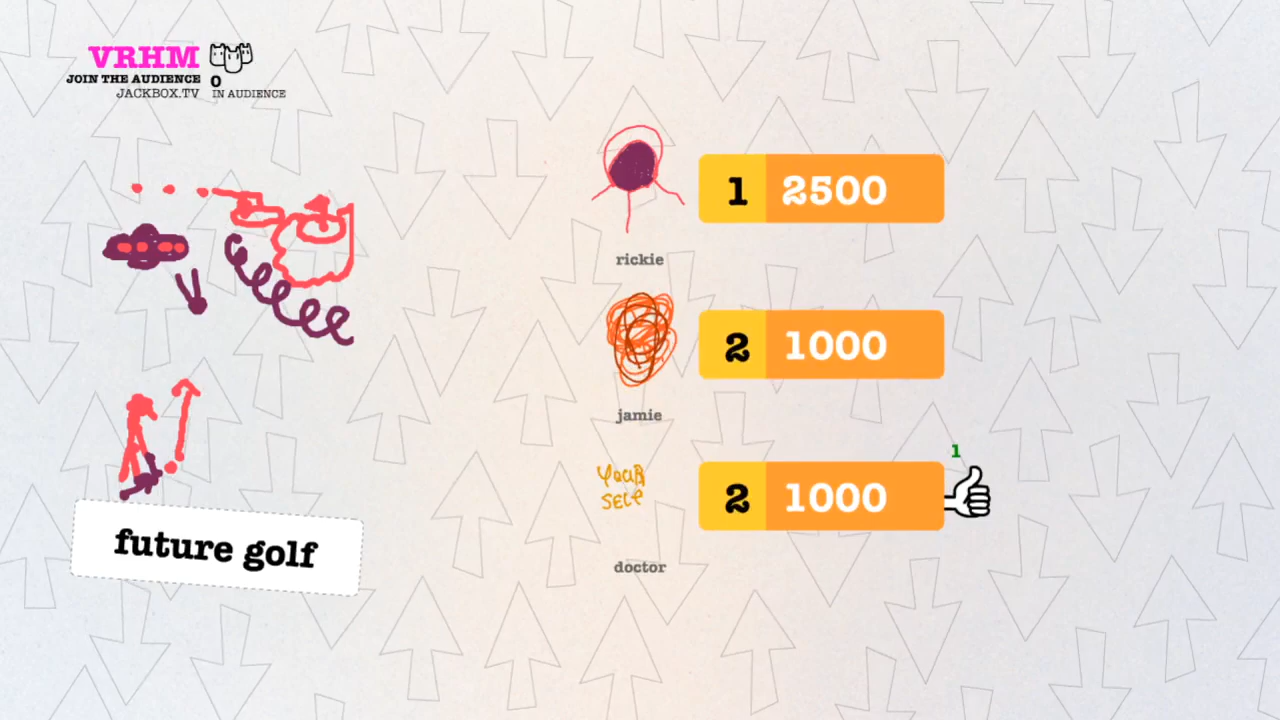 VRHM
JOIN THE AUDIENCE
JACKBOX.TV
0
IN AUDIENCE
1 2500
rickie
2 1000
jamie
1
YOUR
SELF
2 1000
doctor
future golf